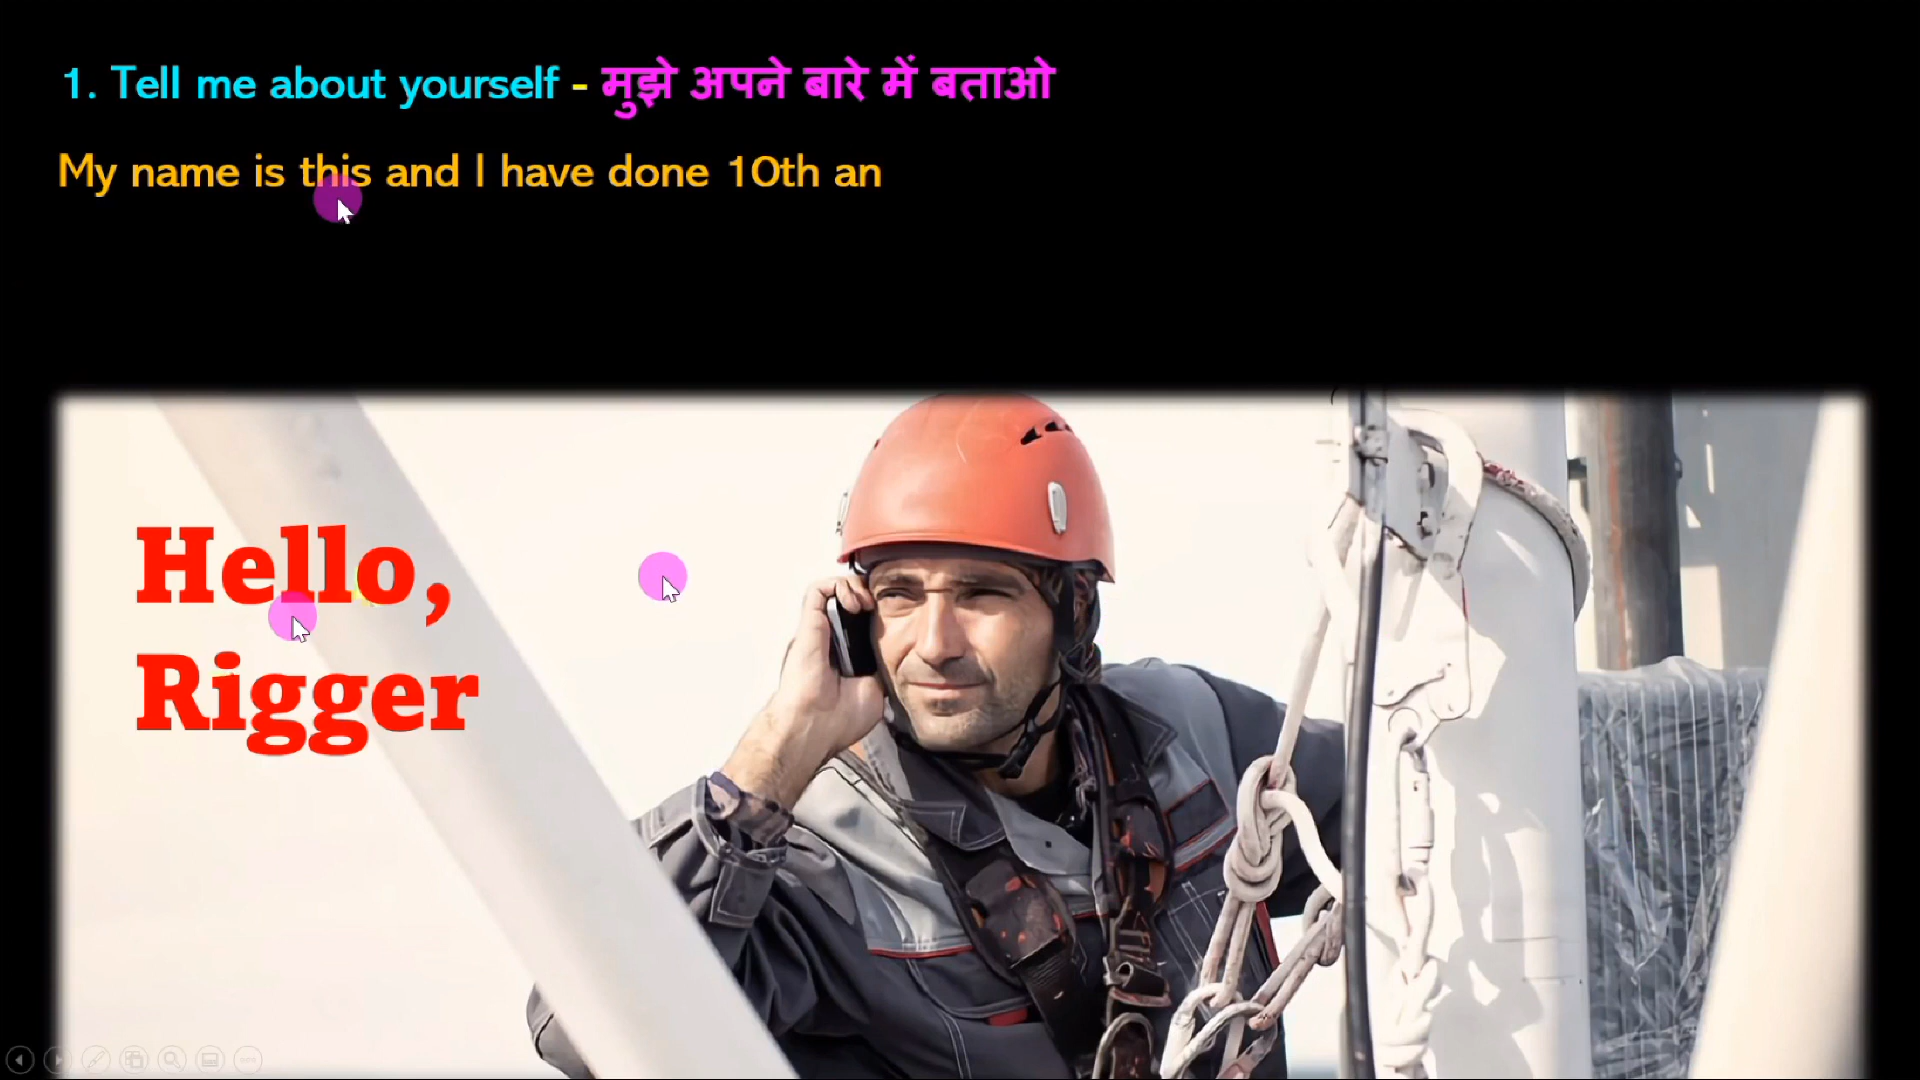 1. Tell me about yourself - मुझे अपने बारे में बताओ
My name is this and I have done 10th an
Hello,
Rigger